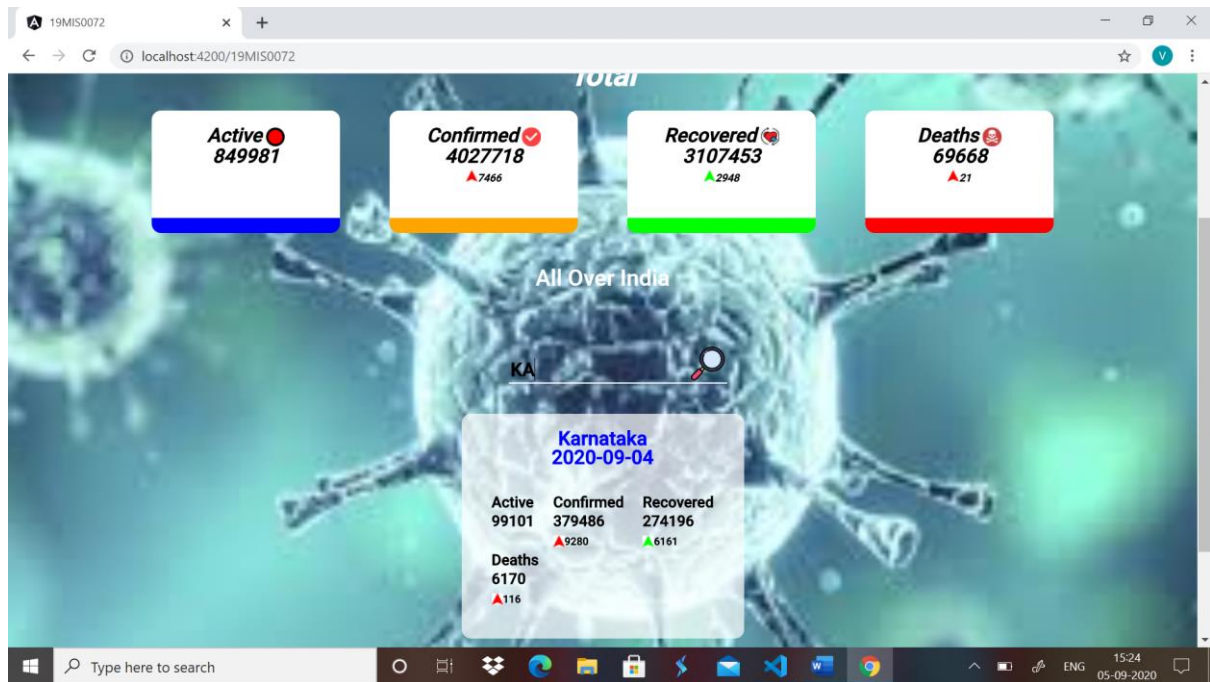 19MIS0072
localhost:4200/19MIS0072
V
Total
Active
849981
Confirmed
4027718
7466
Recovered
3107453
2948
Deaths
69668
21
All Over India
KA
Karnataka
2020-09-04
Active
99101
Confirmed
379486
9280
Recovered
274196
6161
Deaths
6170
116
Type here to search
ENG
15:24
05-09-2020